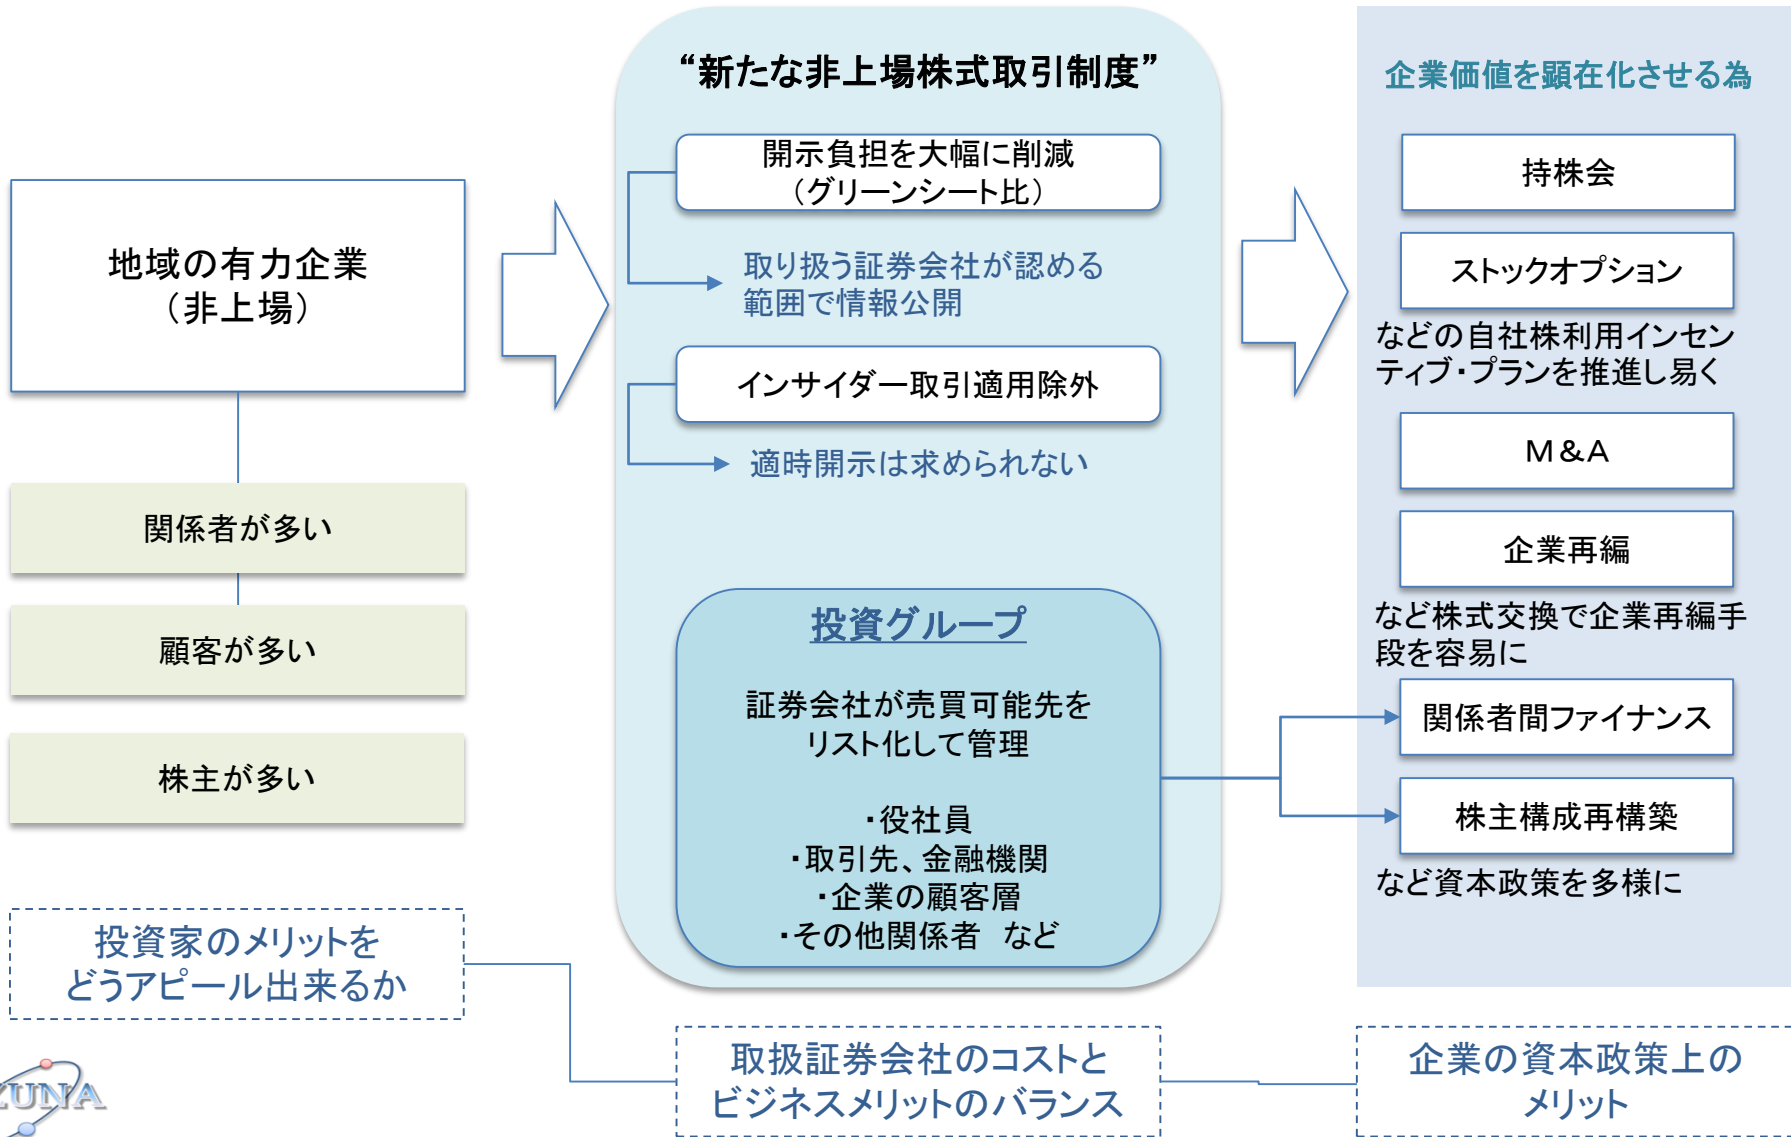 地域の有力企業
（非上場）
関係者が多い
顧客が多い
株主が多い
投資家のメリットを
どうアピール出来るか
“新たな非上場株式取引制度”
開示負担を大幅に削減
（グリーンシート比）
取り扱う証券会社が認める
範囲で情報公開
インサイダー取引適用除外
適時開示は求められない
投資グループ
証券会社が売買可能先を
リスト化して管理
・役社員
・取引先、金融機関
・企業の顧客層
・その他関係者　など
取扱証券会社のコストと
ビジネスメリットのバランス
企業価値を顕在化させる為
持株会
ストックオプション
などの自社株利用インセン
ティブ・プランを推進し易く
Ｍ＆Ａ
企業再編
など株式交換で企業再編手
段を容易に
関係者間ファイナンス
株主構成再構築
など資本政策を多様に
企業の資本政策上の
メリット
ZUNA